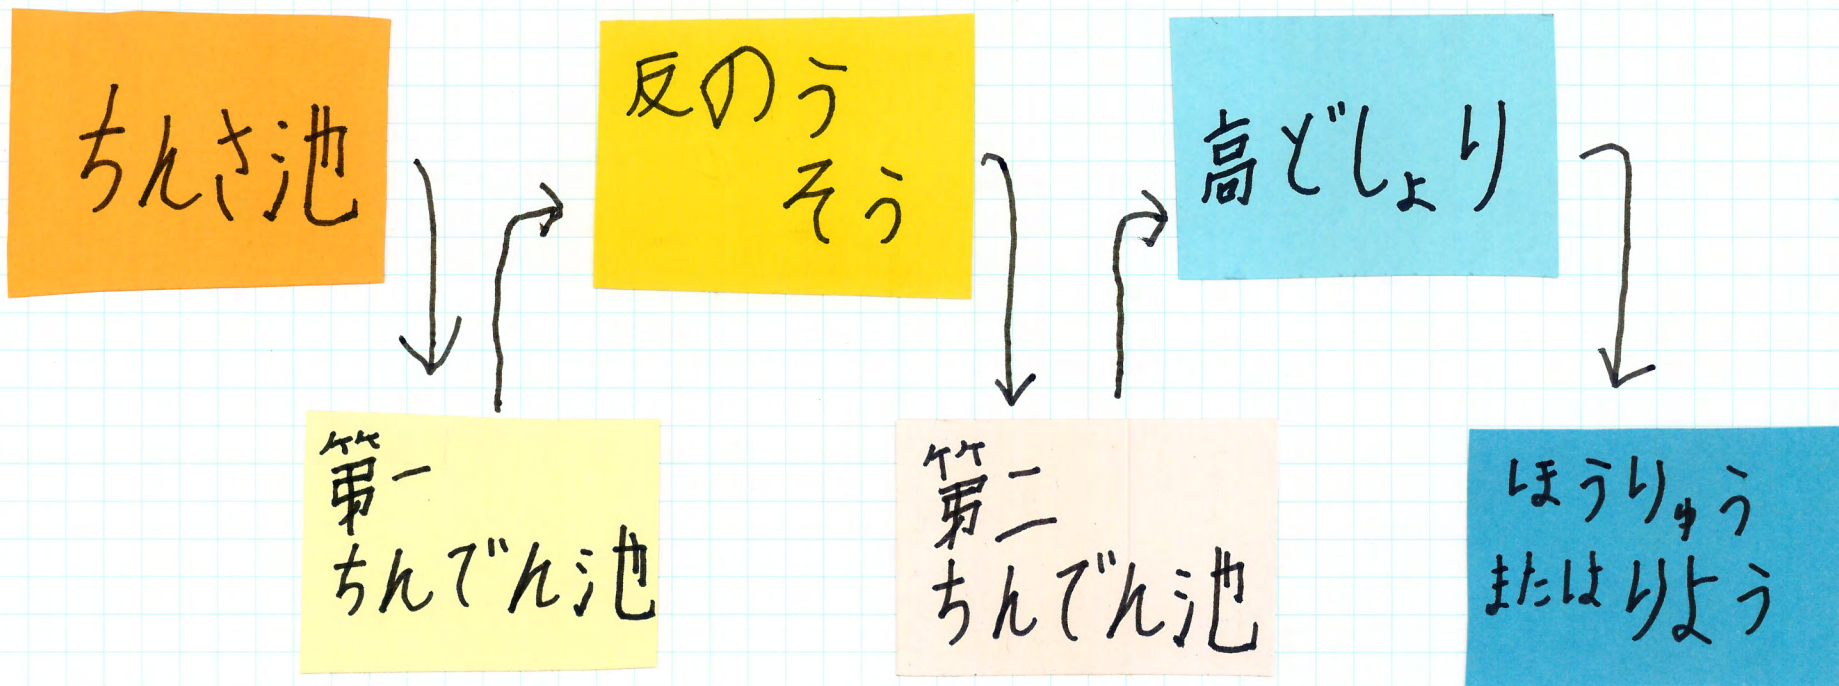 ちんさ池
第一
ちんでん池
反のう
そう
第二
ちんでん池
高どしょり
ほうりゅう
またはりよう